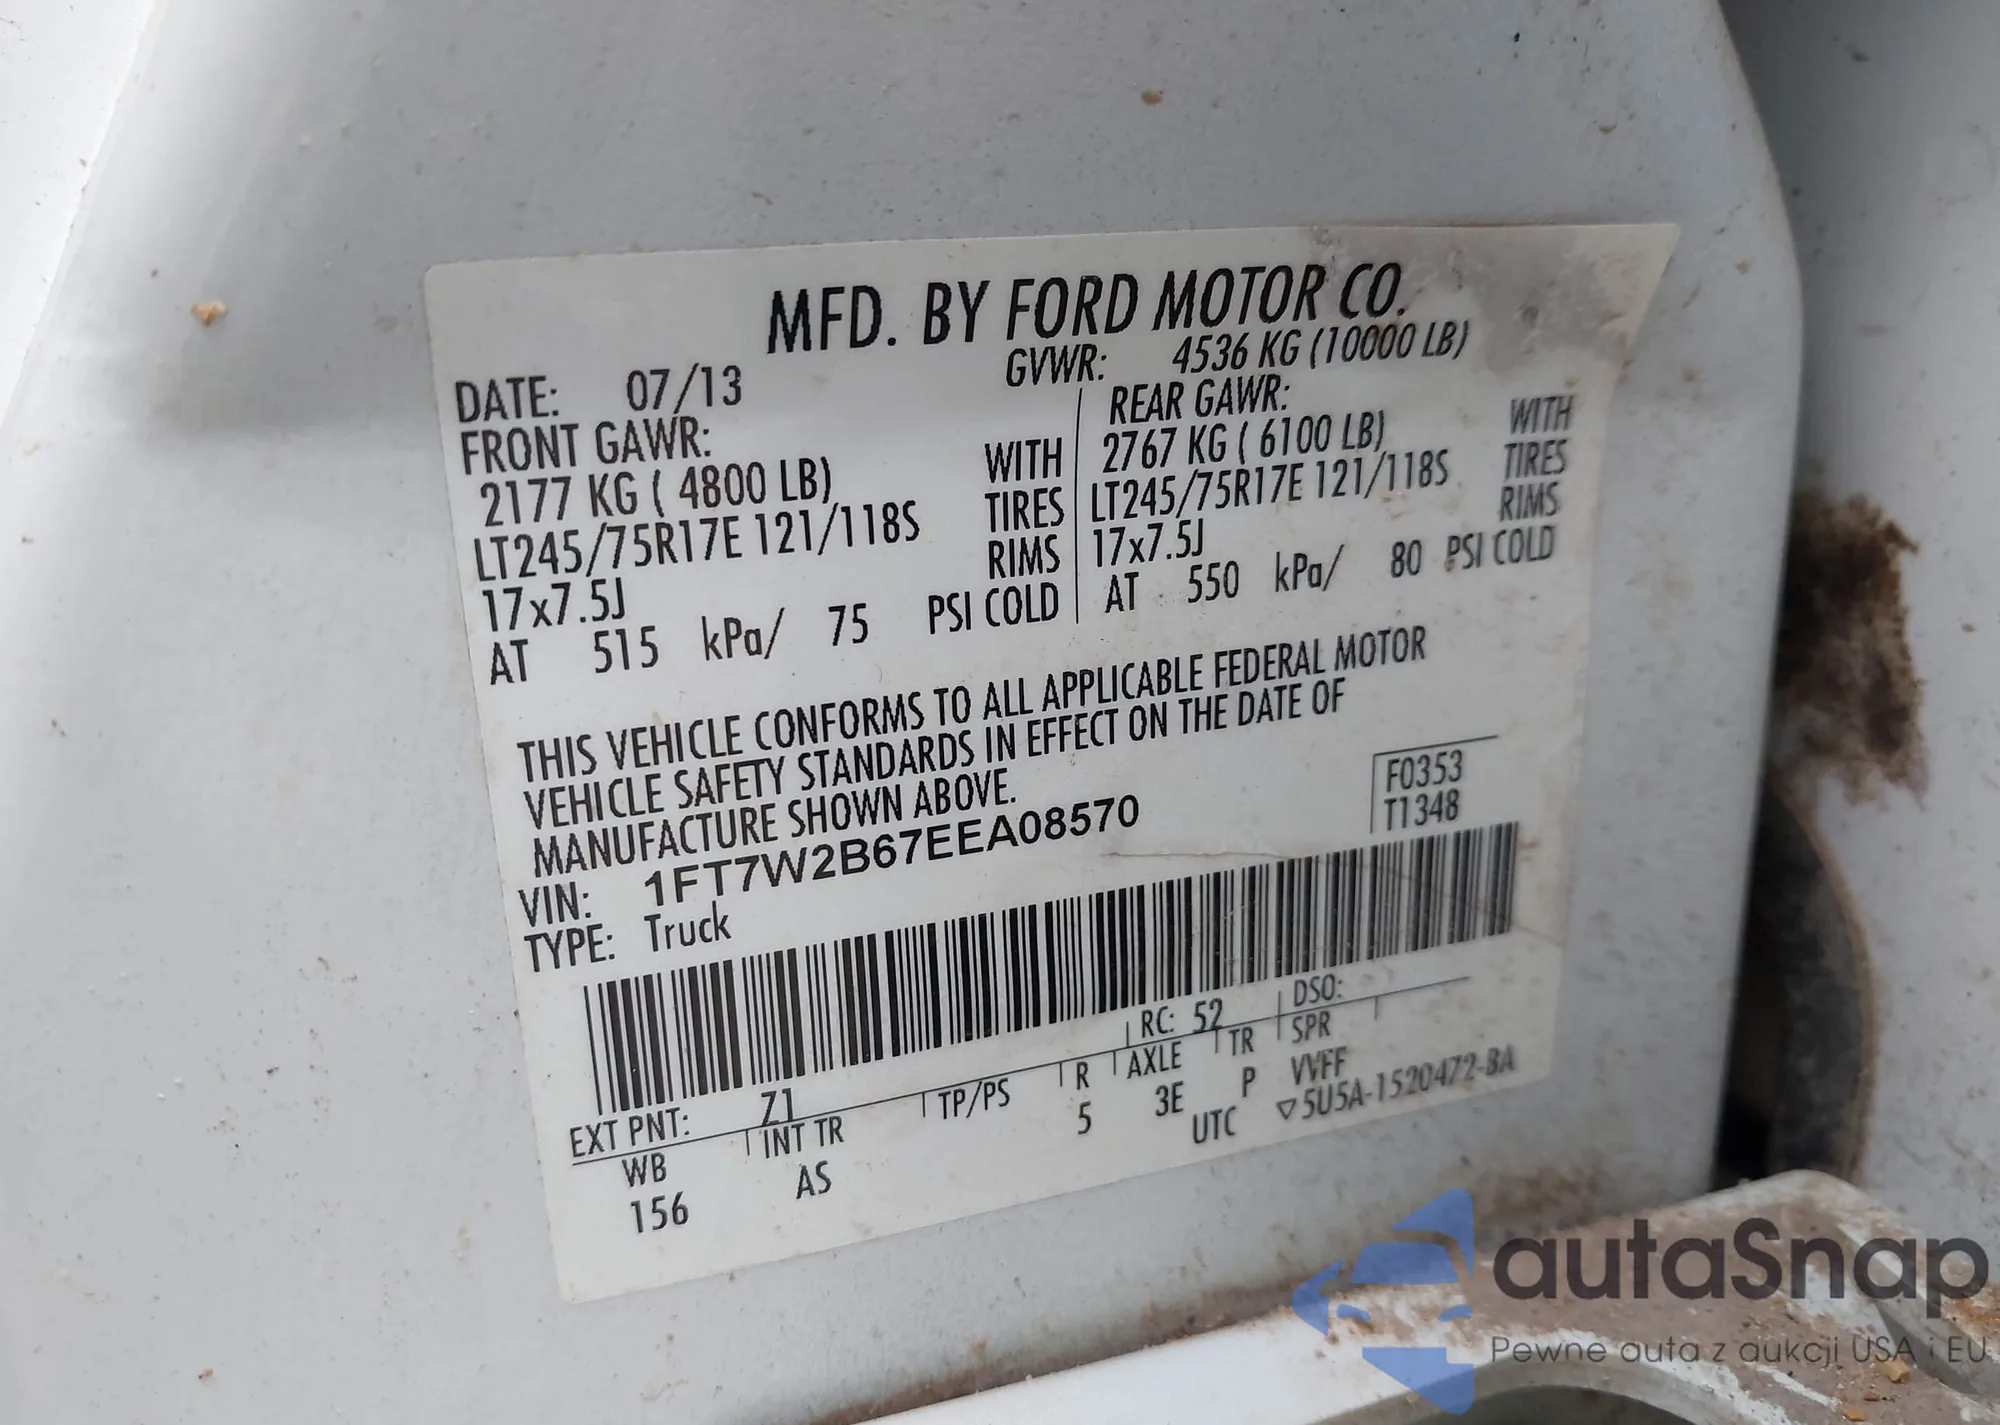 MFD. BY FORD MOTOR CO.
DATE: 07/13 GVWR: 4536 KG (10000 LB)
FRONT GAWR: REAR GAWR:
2177 KG ( 4800 LB) WITH 2767 KG ( 6100 LB) WITH
LT245/75R17E 121/118S TIRES LT245/75R17E 121/118S TIRES
17x7.5J RIMS 17x7.5J RIMS
AT 515 kPa/ 75 PSI COLD AT 550 kPa/ 80 PSI COLD
THIS VEHICLE CONFORMS TO ALL APPLICABLE FEDERAL MOTOR
VEHICLE SAFETY STANDARDS IN EFFECT ON THE DATE OF
MANUFACTURE SHOWN ABOVE.
F0353
VIN: 1FT7W2B67EEA08570 T1348
TYPE: Truck
EXT PNT: Z1 RC: 52 DSO:
WB INT TR TP/PS R AXLE TR SPR
156 AS 5 3E P VVFF
UTC ▽5U5A-1520472-BA
autaSnap
Pewne auta z aukcji USA i EU